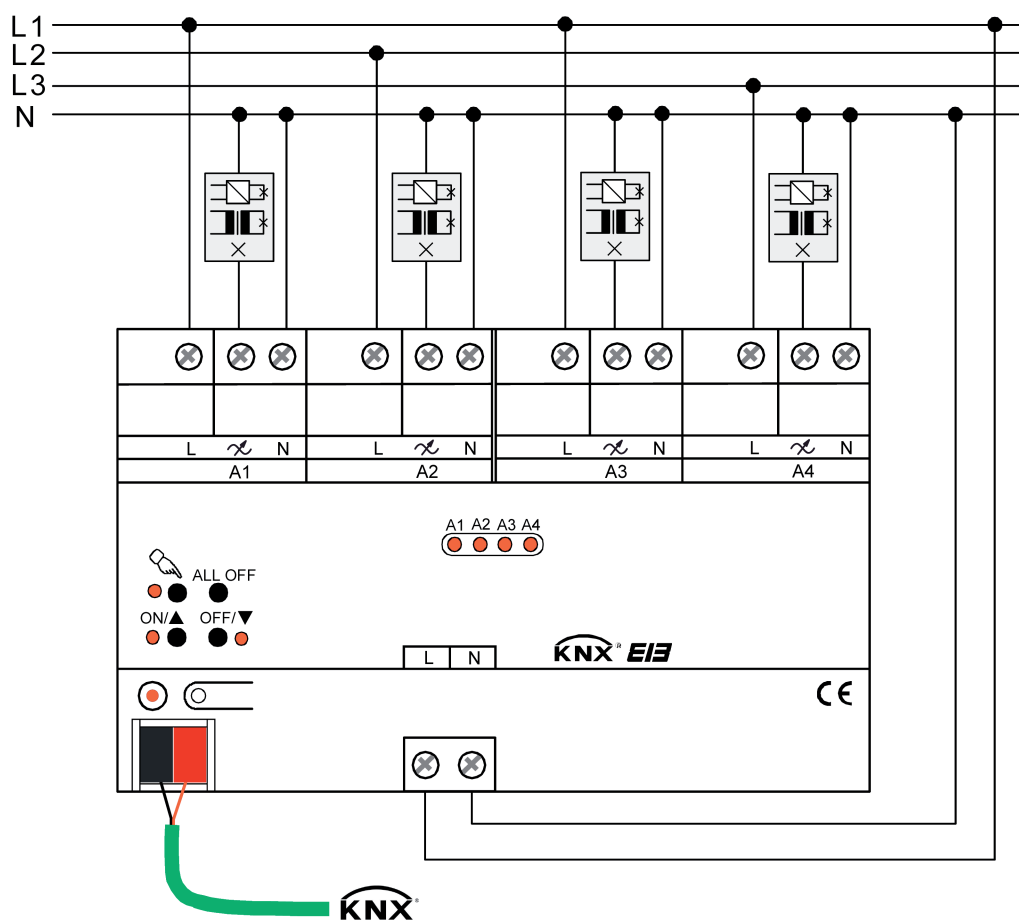 L1
L2
L3
N
L N L N L N L N
A1 A2 A3 A4
A1 A2 A3 A4
ALL OFF
ON/▲ OFF/▼
L N KNX® EIB
CE
KNX®